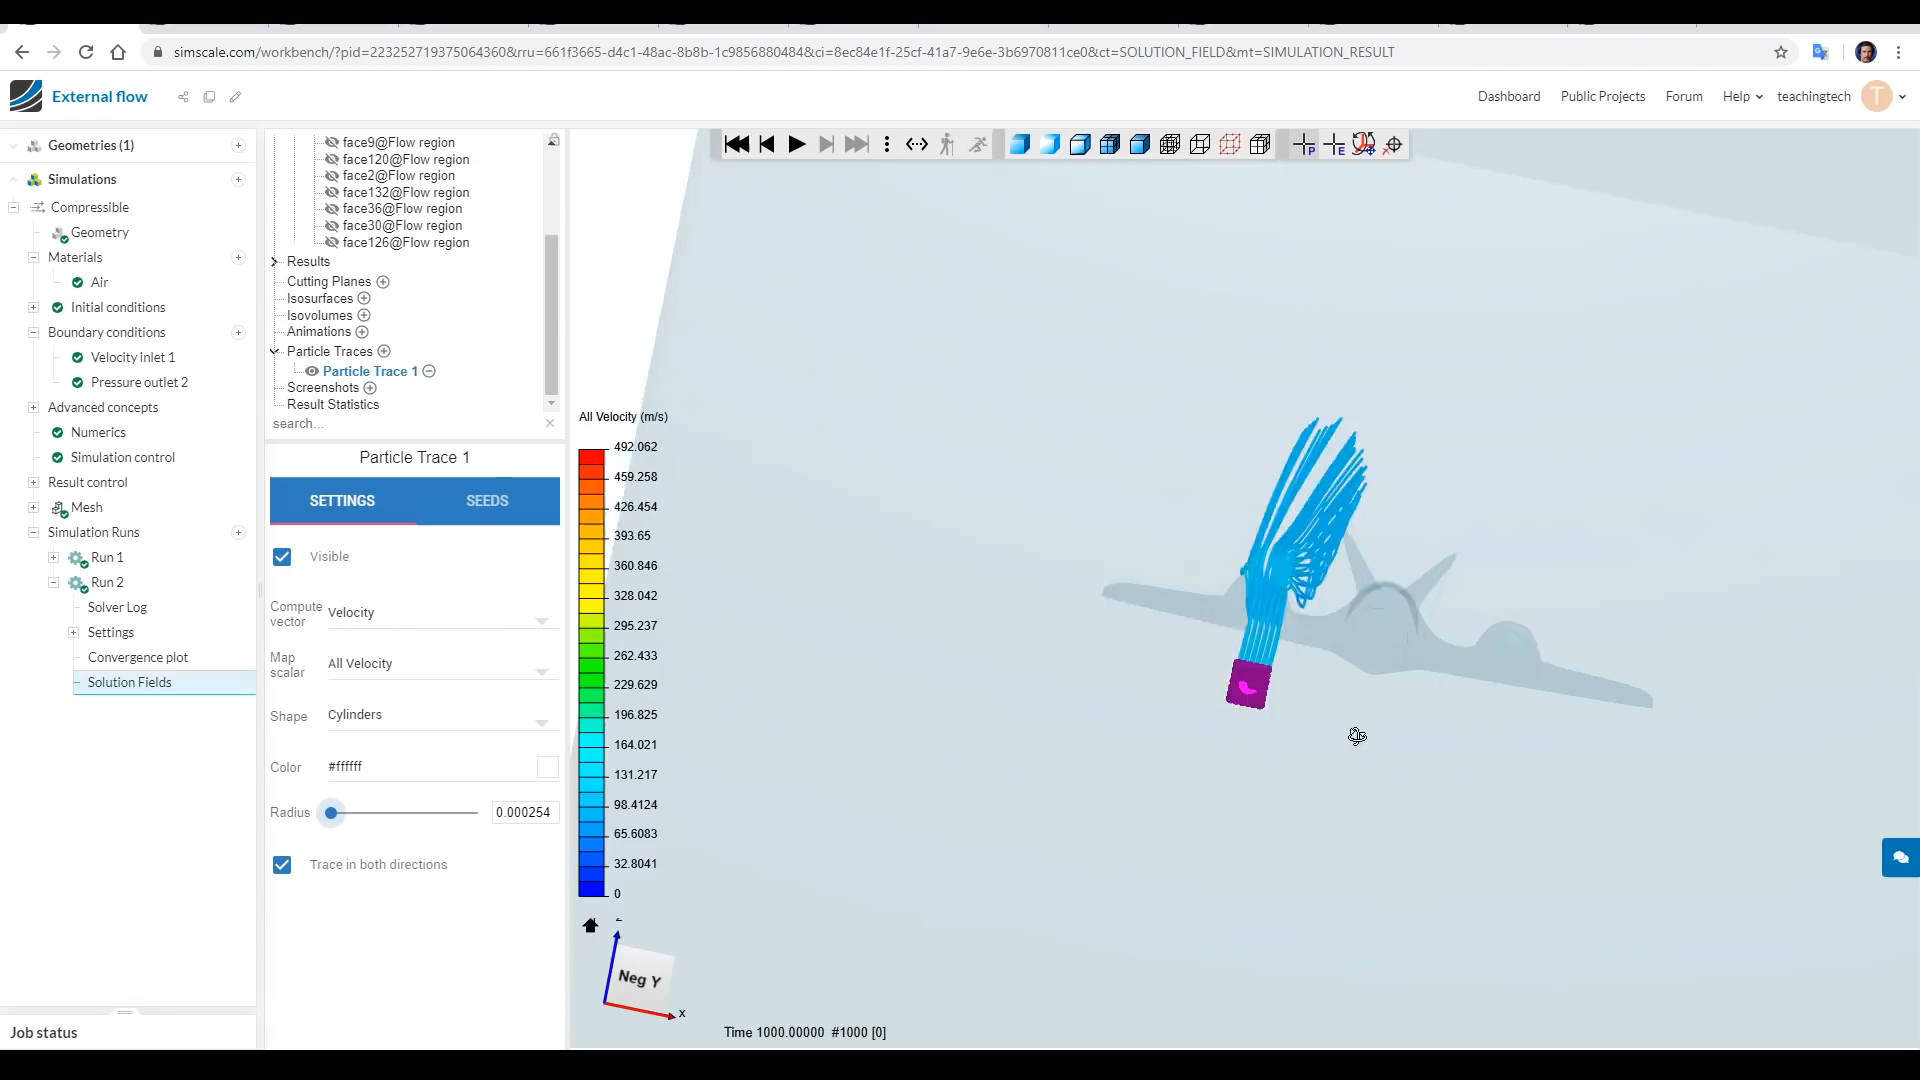 simscale.com/workbench/?pid=223252719375064360&rru=661f3665-d4c1-48ac-8b8b-1c9856880484&ci=8ec84e1f-25cf-41a7-9e6e-3b6970811ce0&ct=SOLUTION_FIELD&mt=SIMULATION_RESULT
External flow
Dashboard
Public Projects
Forum
Help
teachingtech
T
Geometries (1)
Simulations
Compressible
Geometry
Materials
Air
Initial conditions
Boundary conditions
Velocity inlet 1
Pressure outlet 2
Advanced concepts
Numerics
Simulation control
Result control
Mesh
Simulation Runs
Run 1
Run 2
Solver Log
Settings
Convergence plot
Solution Fields
Job status
face9@Flow region
face120@Flow region
face2@Flow region
face132@Flow region
face36@Flow region
face30@Flow region
face126@Flow region
Results
Cutting Planes
Isosurfaces
Isovolumes
Animations
Particle Traces
Particle Trace 1
Screenshots
Result Statistics
search...
Particle Trace 1
SETTINGS
SEEDS
Visible
Compute vector
Velocity
Map scalar
All Velocity
Shape
Cylinders
Color
#ffffff
Radius
0.000254
Trace in both directions
P
E
All Velocity (m/s)
492.062
459.258
426.454
393.65
360.846
328.042
295.237
262.433
229.629
196.825
164.021
131.217
98.4124
65.6083
32.8041
0
Neg Y
x
Time 1000.00000 #1000 [0]